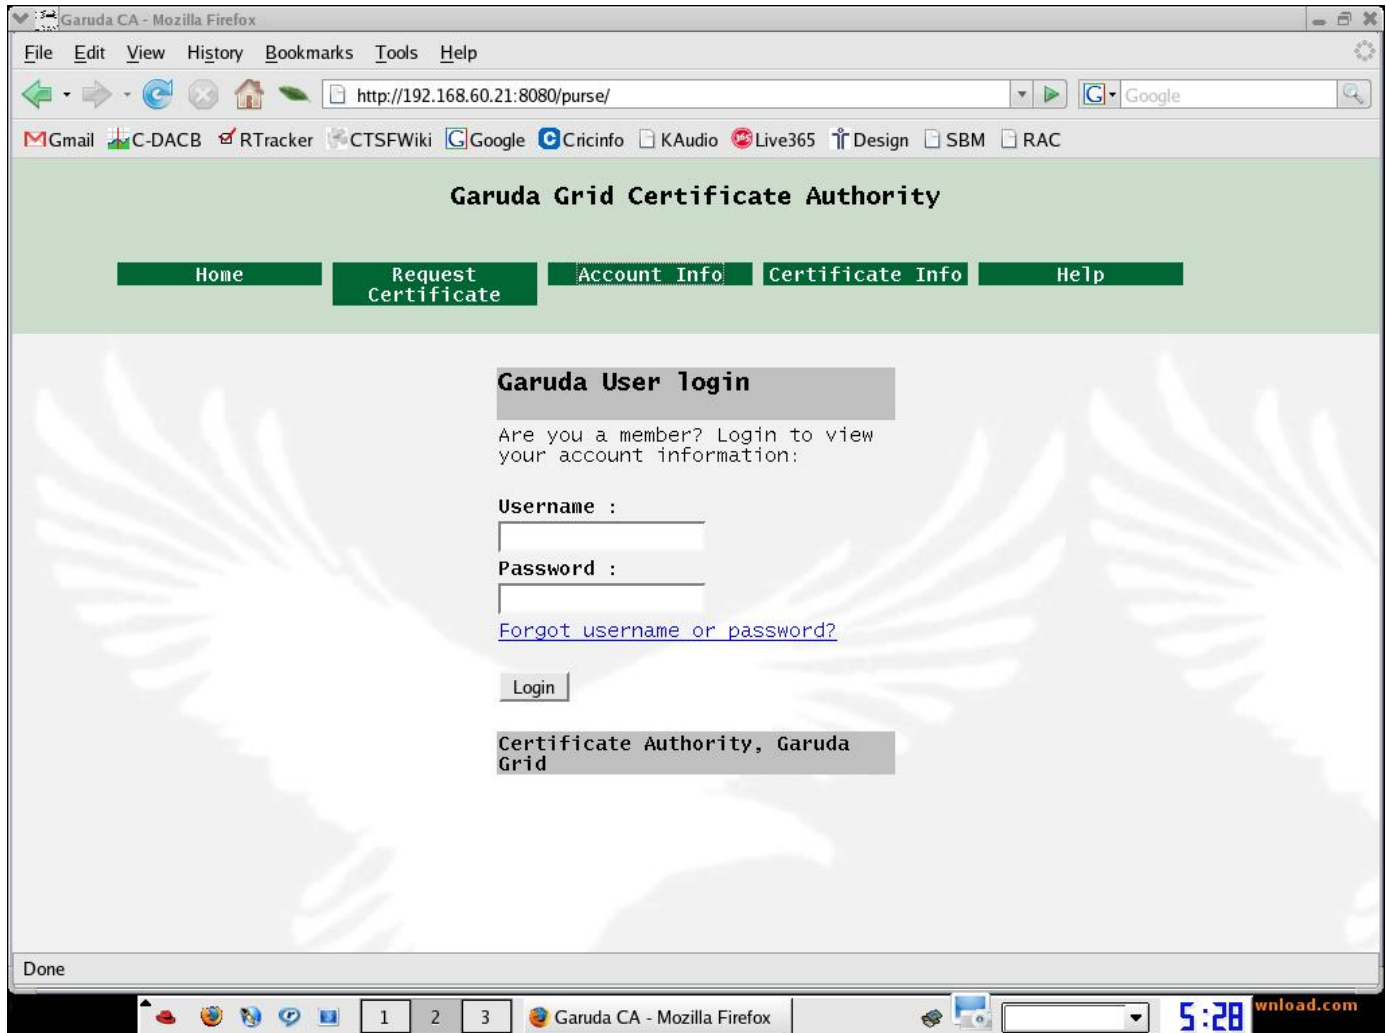 Garuda CA - Mozilla Firefox
File Edit View History Bookmarks Tools Help
http://192.168.60.21:8080/purse/
G Google
Gmail C-DACB RTracker CTSFWiki Google Cricinfo KAudio Live365 Design SBM RAC
Garuda Grid Certificate Authority
Home Request Certificate Account Info Certificate Info Help
Garuda User login
Are you a member? Login to view
your account information:
Username :
Password :
Forgot username or password?
Login
Certificate Authority, Garuda
Grid
Done
1 2 3 Garuda CA - Mozilla Firefox 5:28 wnload.com